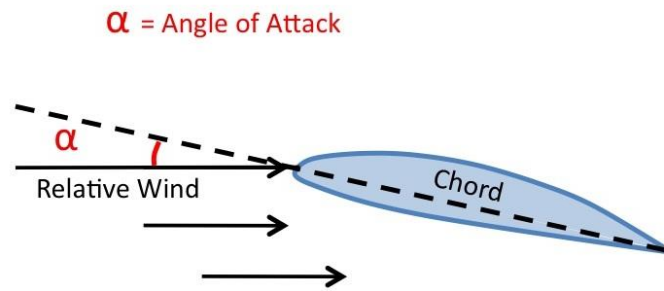 α = Angle of Attack
α
Relative Wind
Chord